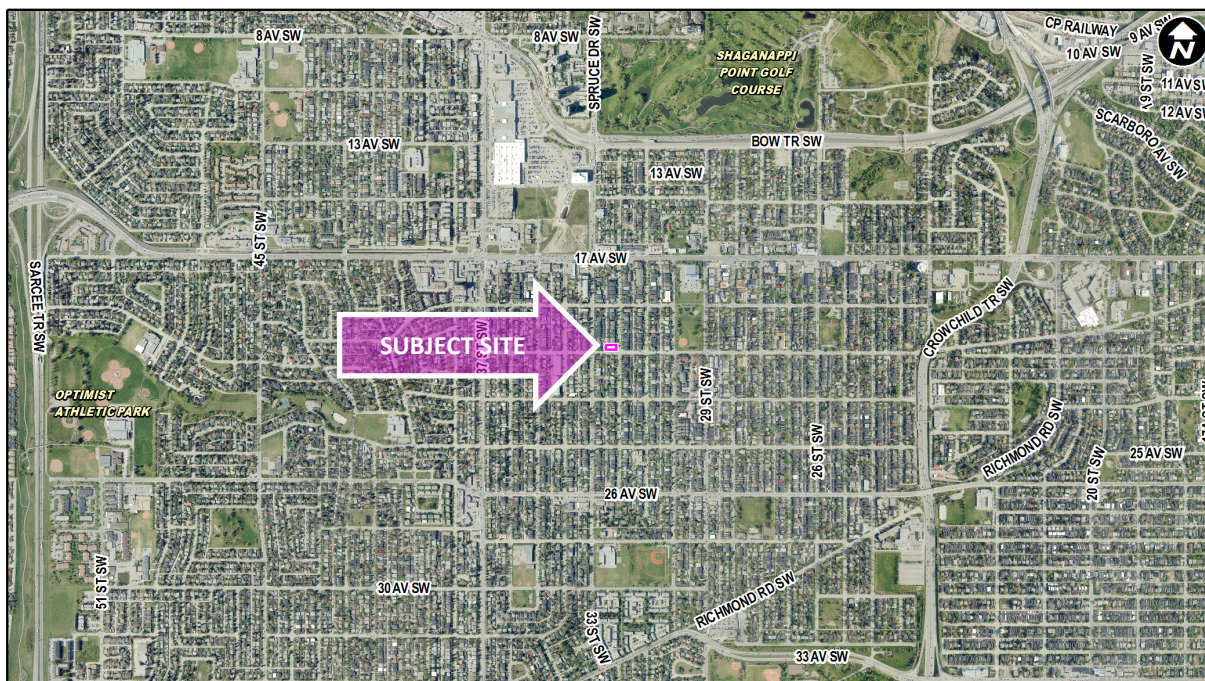 8 AV SW
8 AV SW
SPRUCE DR SW
SHAGANAPPI
POINT GOLF
COURSE
CP RAILWAY
9 AV SW
10 AV SW
N
9 ST SW
11 AV SW
12 AV SW
SCARBORO AV SW
13 AV SW
BOW TR SW
13 AV SW
45 ST SW
17 AV SW
SARCEE TR SW
CROWCHILD TR SW
SUBJECT SITE
37 ST SW
OPTIMIST
ATHLETIC PARK
29 ST SW
26 ST SW
RICHMOND RD SW
20 ST SW
25 AV SW
26 AV SW
51 ST SW
30 AV SW
33 ST SW
RICHMOND RD SW
33 AV SW